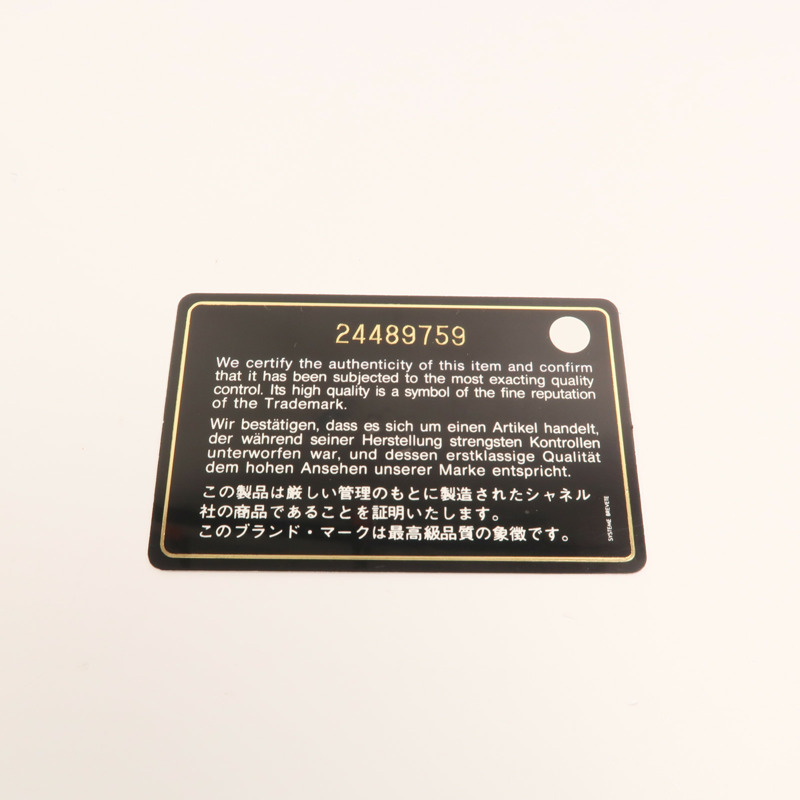 24489759
We certify the authenticity of this item and confirm
that it has been subjected to the most exacting quality
control. Its high quality is a symbol of the fine reputation
of the Trademark.
Wir bestätigen, dass es sich um einen Artikel handelt,
der während seiner Herstellung strengsten Kontrollen
unterworfen war, und dessen erstklassige Qualität
dem hohen Ansehen unserer Marke entspricht.
この製品は厳しい管理のもとに製造されたシャネル
社の商品であることを証明いたします。
このブランド・マークは最高級品質の象徴です。
SYSTEME BREVETE